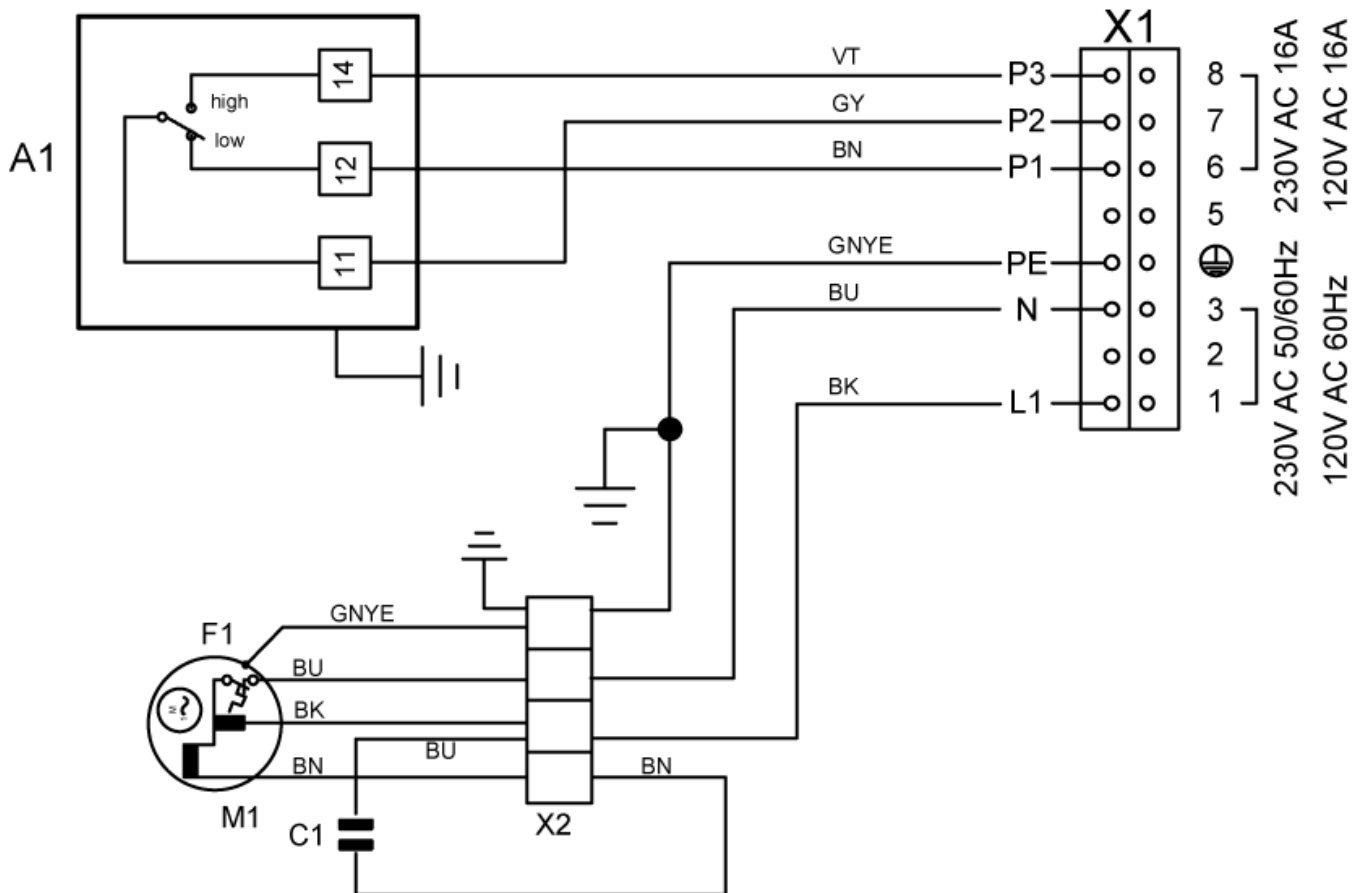 X1
A1
14
high
low
12
11
VT
P3
8
GY
P2
7
BN
P1
6
5
GNYE
PE
BU
N
3
2
BK
L1
1
230V AC 16A
120V AC 16A
230V AC 50/60Hz
120V AC 60Hz
F1
GNYE
BU
BK
BU
BN
BN
M1
C1
X2